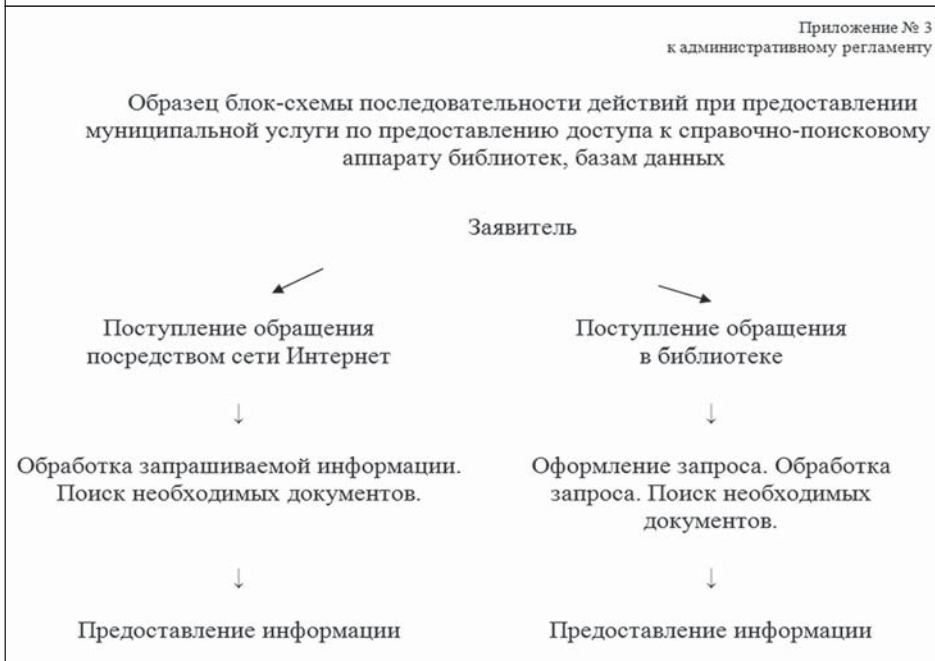 Приложение № 3
к административному регламенту
Образец блок-схемы последовательности действий при предоставлении
муниципальной услуги по предоставлению доступа к справочно-поисковому
аппарату библиотек, базам данных
Заявитель
Поступление обращения
посредством сети Интернет
↓
Обработка запрашиваемой информации.
Поиск необходимых документов.
↓
Предоставление информации
Поступление обращения
в библиотеке
↓
Оформление запроса. Обработка
запроса. Поиск необходимых
документов.
↓
Предоставление информации